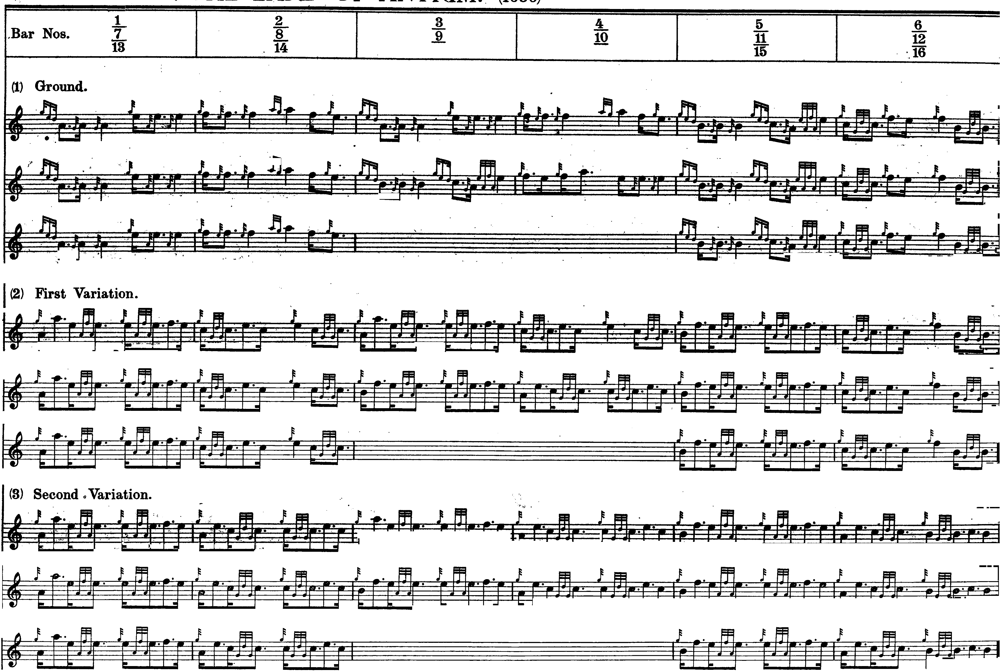 ANTRIM.
Bar Nos. 1 7 13 2 8 14 3 9 4 10 5 11 15 6 12 16
(1) Ground.
(2) First Variation.
(3) Second Variation.